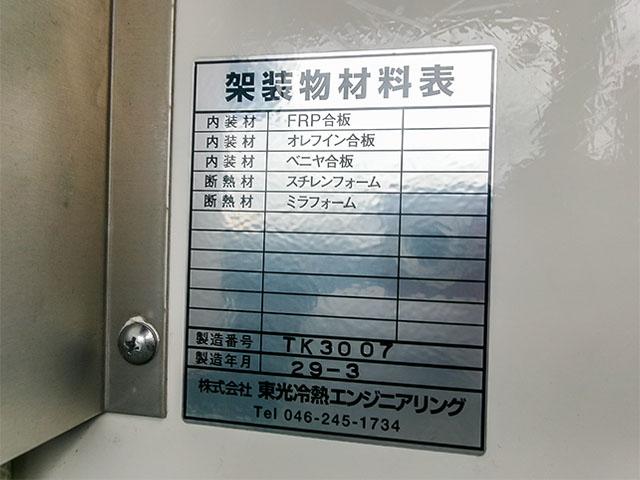 架装物材料表
内装材 FRP合板
内装材 オレフイン合板
内装材 ベニヤ合板
断熱材 スチレンフォーム
断熱材 ミラフォーム
製造番号 TK3007
製造年月 29-3
株式会社 東光冷熱エンジニアリング
Tel 046-245-1734